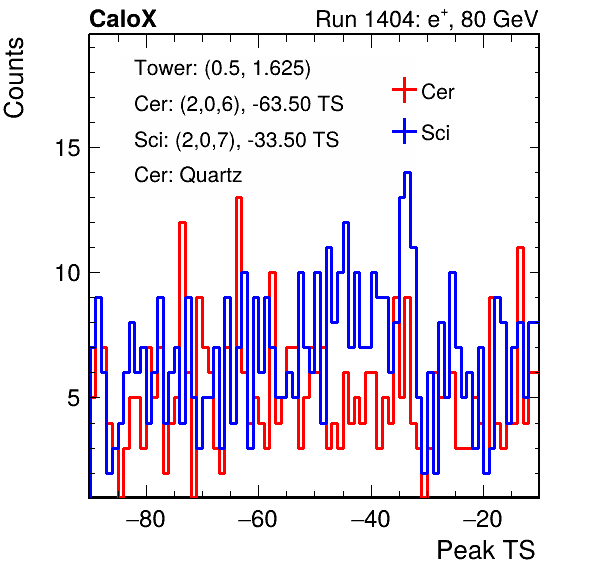 CaloX
Run 1404: e+, 80 GeV
Counts
Tower: (0.5, 1.625)
Cer: (2,0,6), -63.50 TS
Sci: (2,0,7), -33.50 TS
Cer: Quartz
Cer
Sci
15
10
5
−80 −60 −40 −20
Peak TS